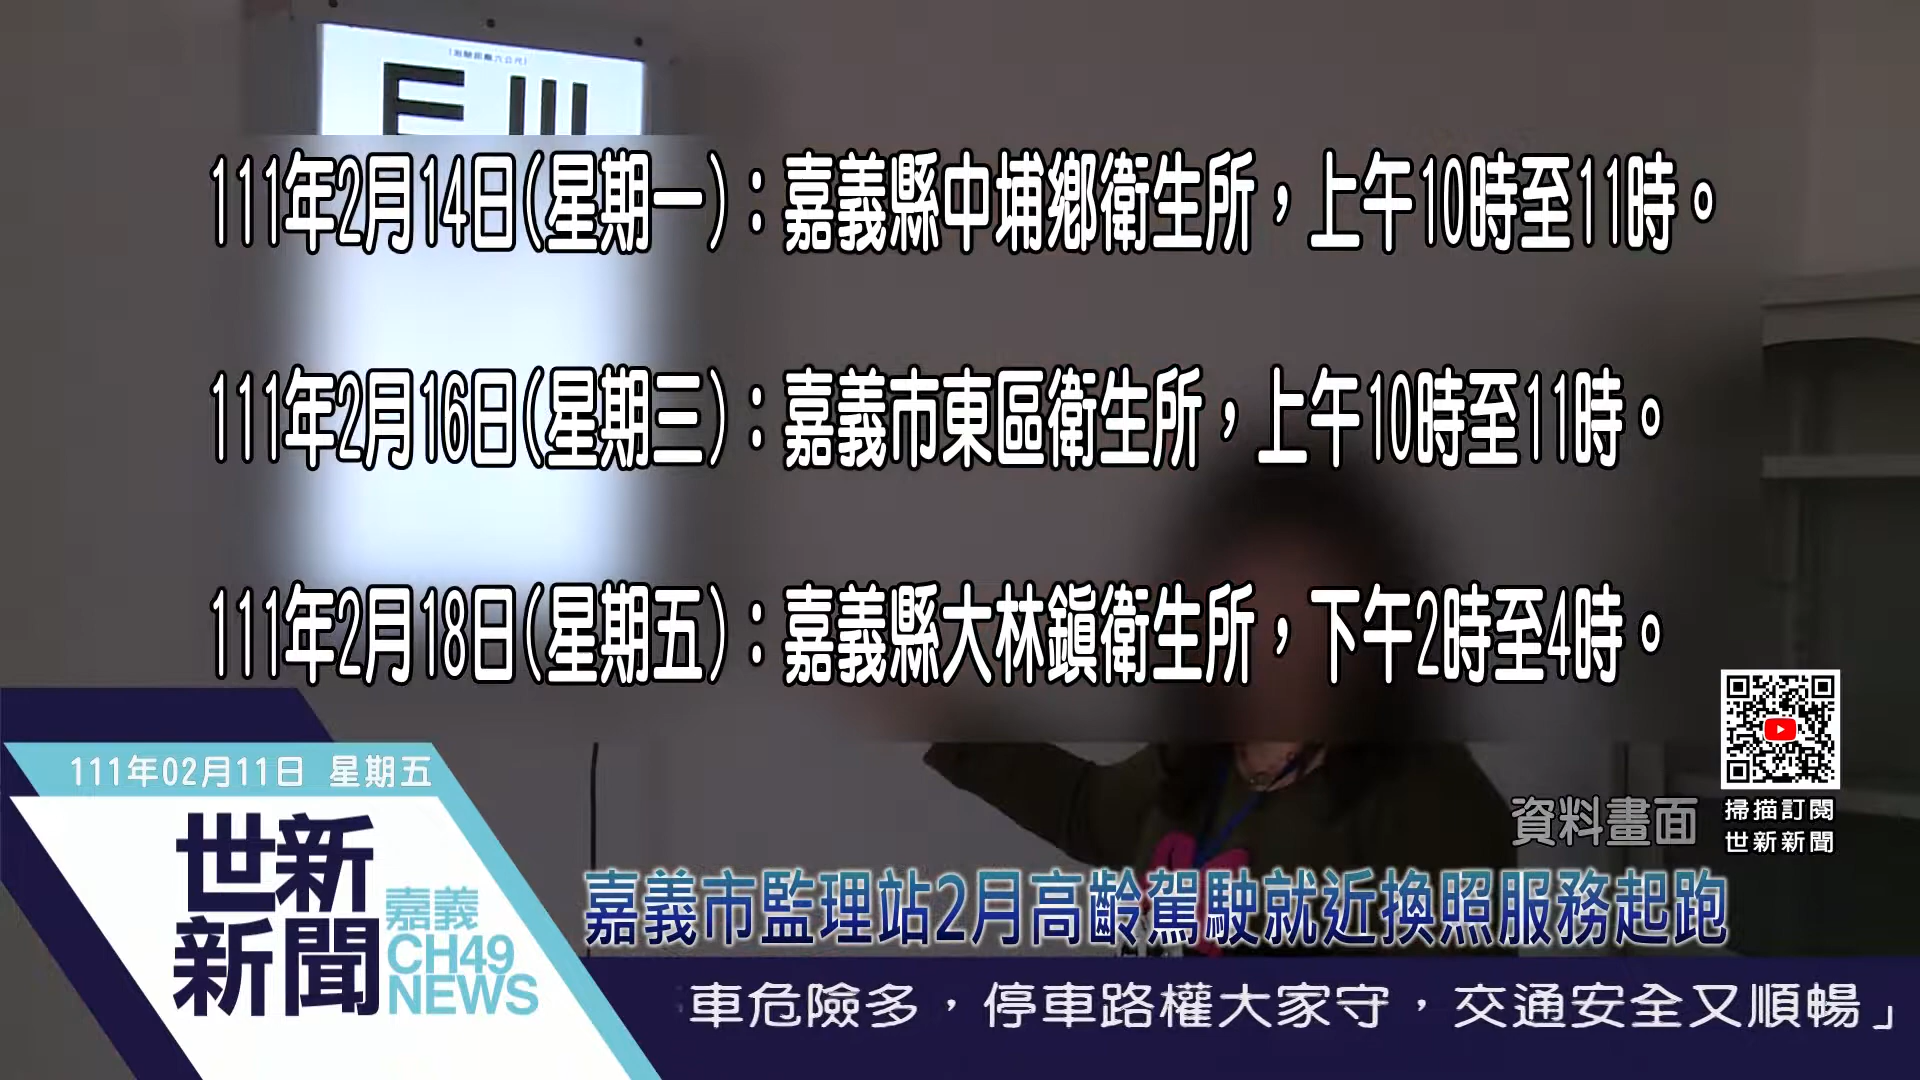 E
111年2月14日(星期一)：嘉義縣中埔鄉衛生所，上午10時至11時。
111年2月16日(星期三)：嘉義市東區衛生所，上午10時至11時。
111年2月18日(星期五)：嘉義縣大林鎮衛生所，下午2時至4時。
111年02月11日 星期五
世新
新聞
嘉義
CH49
NEWS
資料畫面
掃描訂閱
世新新聞
嘉義市監理站2月高齡駕駛就近換照服務起跑
車危險多，停車路權大家守，交通安全又順暢」